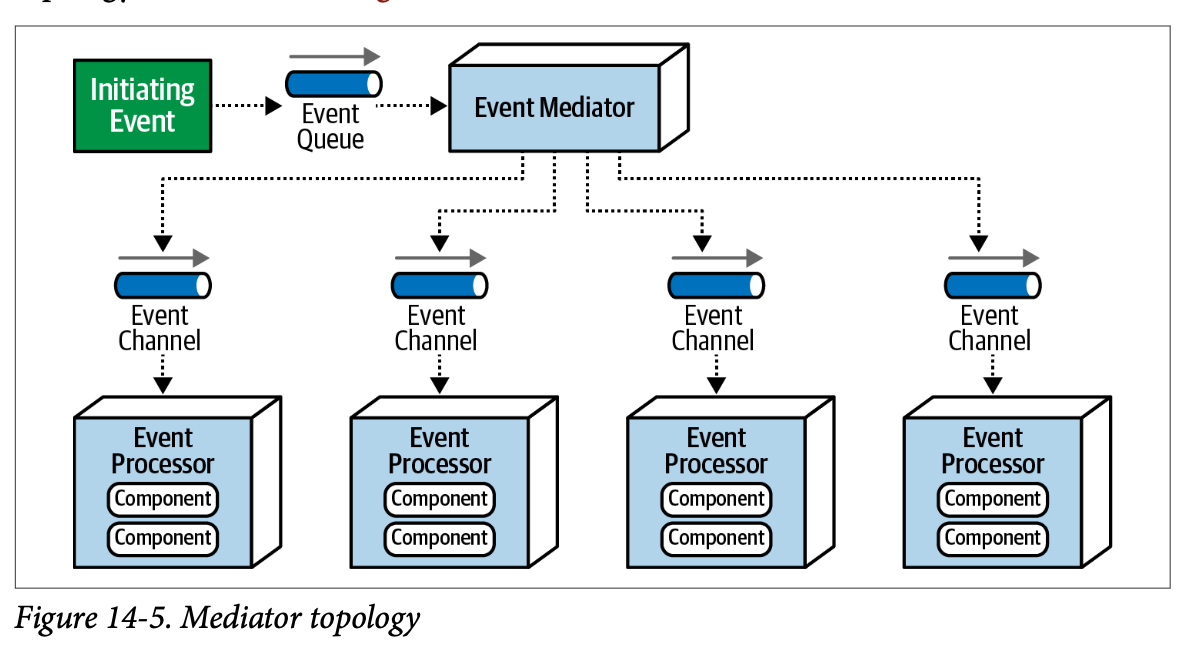 Initiating
Event
Event
Queue
Event Mediator
Event
Channel
Event
Channel
Event
Channel
Event
Channel
Event
Processor
Component
Component
Event
Processor
Component
Component
Event
Processor
Component
Component
Event
Processor
Component
Component
Figure 14-5. Mediator topology